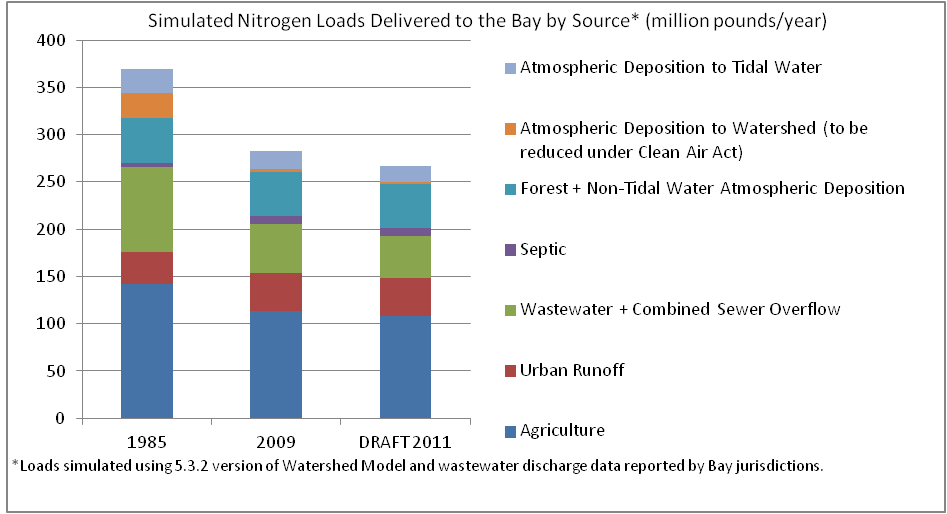 Simulated Nitrogen Loads Delivered to the Bay by Source* (million pounds/year)
400
350
300
250
200
150
100
50
0
1985
2009
DRAFT 2011
Atmospheric Deposition to Tidal Water
Atmospheric Deposition to Watershed (to be
reduced under Clean Air Act)
Forest + Non-Tidal Water Atmospheric Deposition
Septic
Wastewater + Combined Sewer Overflow
Urban Runoff
Agriculture
*Loads simulated using 5.3.2 version of Watershed Model and wastewater discharge data reported by Bay jurisdictions.